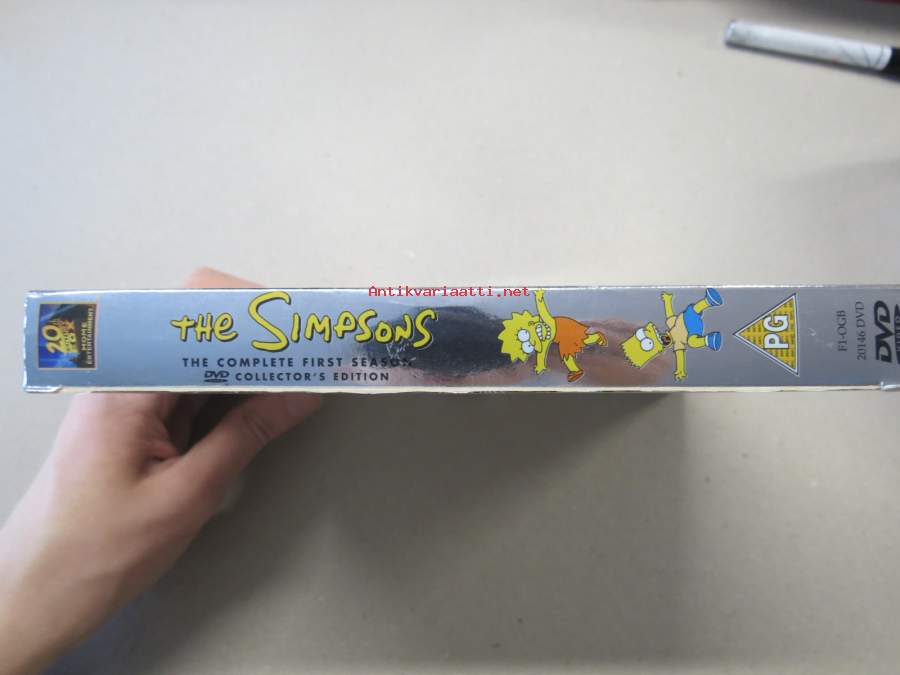 Antikvariaatti.net
20TH CENTURY FOX
HOME
ENTERTAINMENT
THE SIMPSONS
THE COMPLETE FIRST SEASON
DVD COLLECTOR'S EDITION
PG
F1-OGB
20146 DVD
DVD